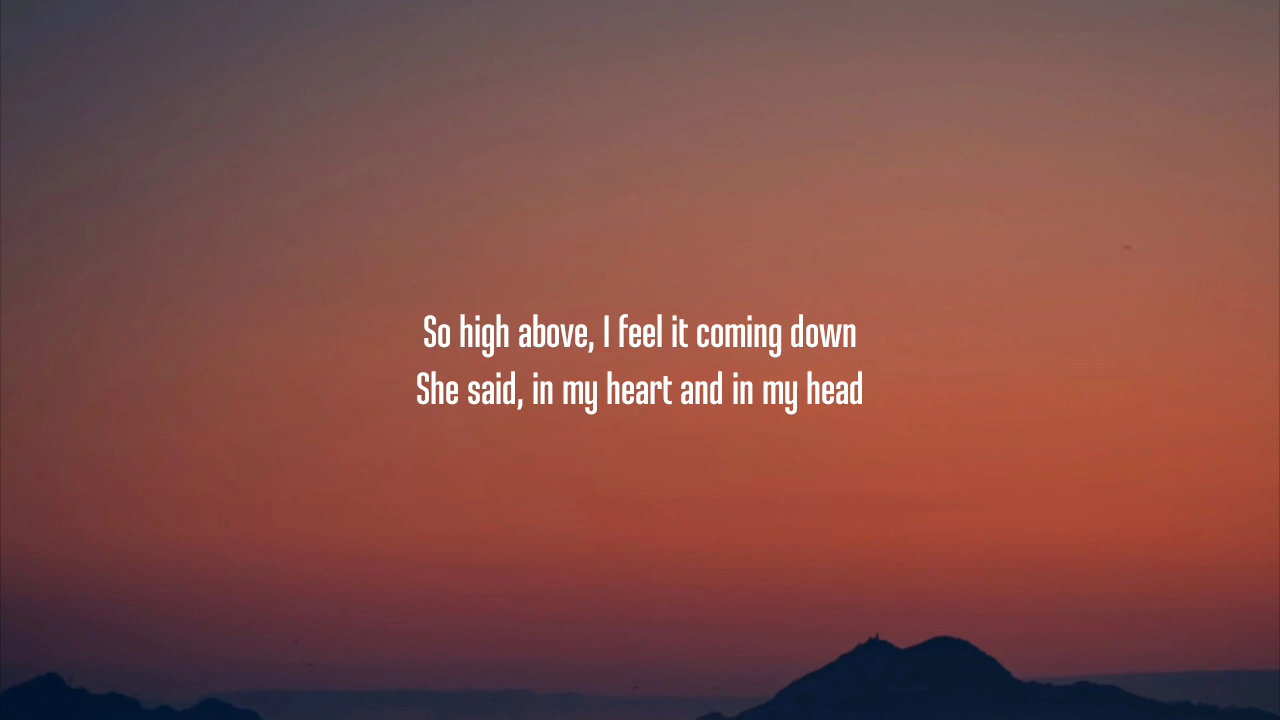 So high above, I feel it coming down
She said, in my heart and in my head